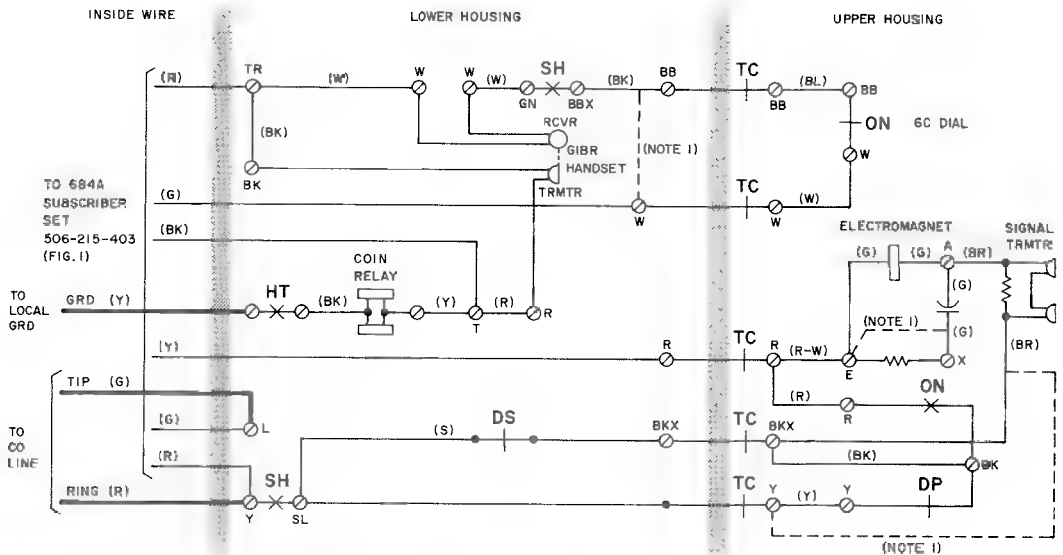 INSIDE WIRE
LOWER HOUSING
UPPER HOUSING
(R) TR (W) W W (W) SH (BK) BB TC (BL) BB
GN BBX BB ON 6C DIAL
(BK) RCVR
GIBR (NOTE 1) W
BK HANDSET
TRMTR
TO 684A
SUBSCRIBER
SET
506-215-403
(FIG. 1)
(G) TC (W)
W W
(BK) ELECTROMAGNET SIGNAL
TRMTR
COIN
RELAY
(G) (G) A (BR)
(G)
TO
LOCAL
GRD
GRD (Y) HT (BK) (Y) (R) R
T
(NOTE 1) (G)
(Y) R TC R (R-W) (BR)
E X
TIP (G) ON
(R)
R
TO
CO
LINE
(G) L
(S) DS BKX TC BKX
(BK) BK
(R) SH TC Y (Y) Y DP
RING (R)
Y SL
(NOTE 1)